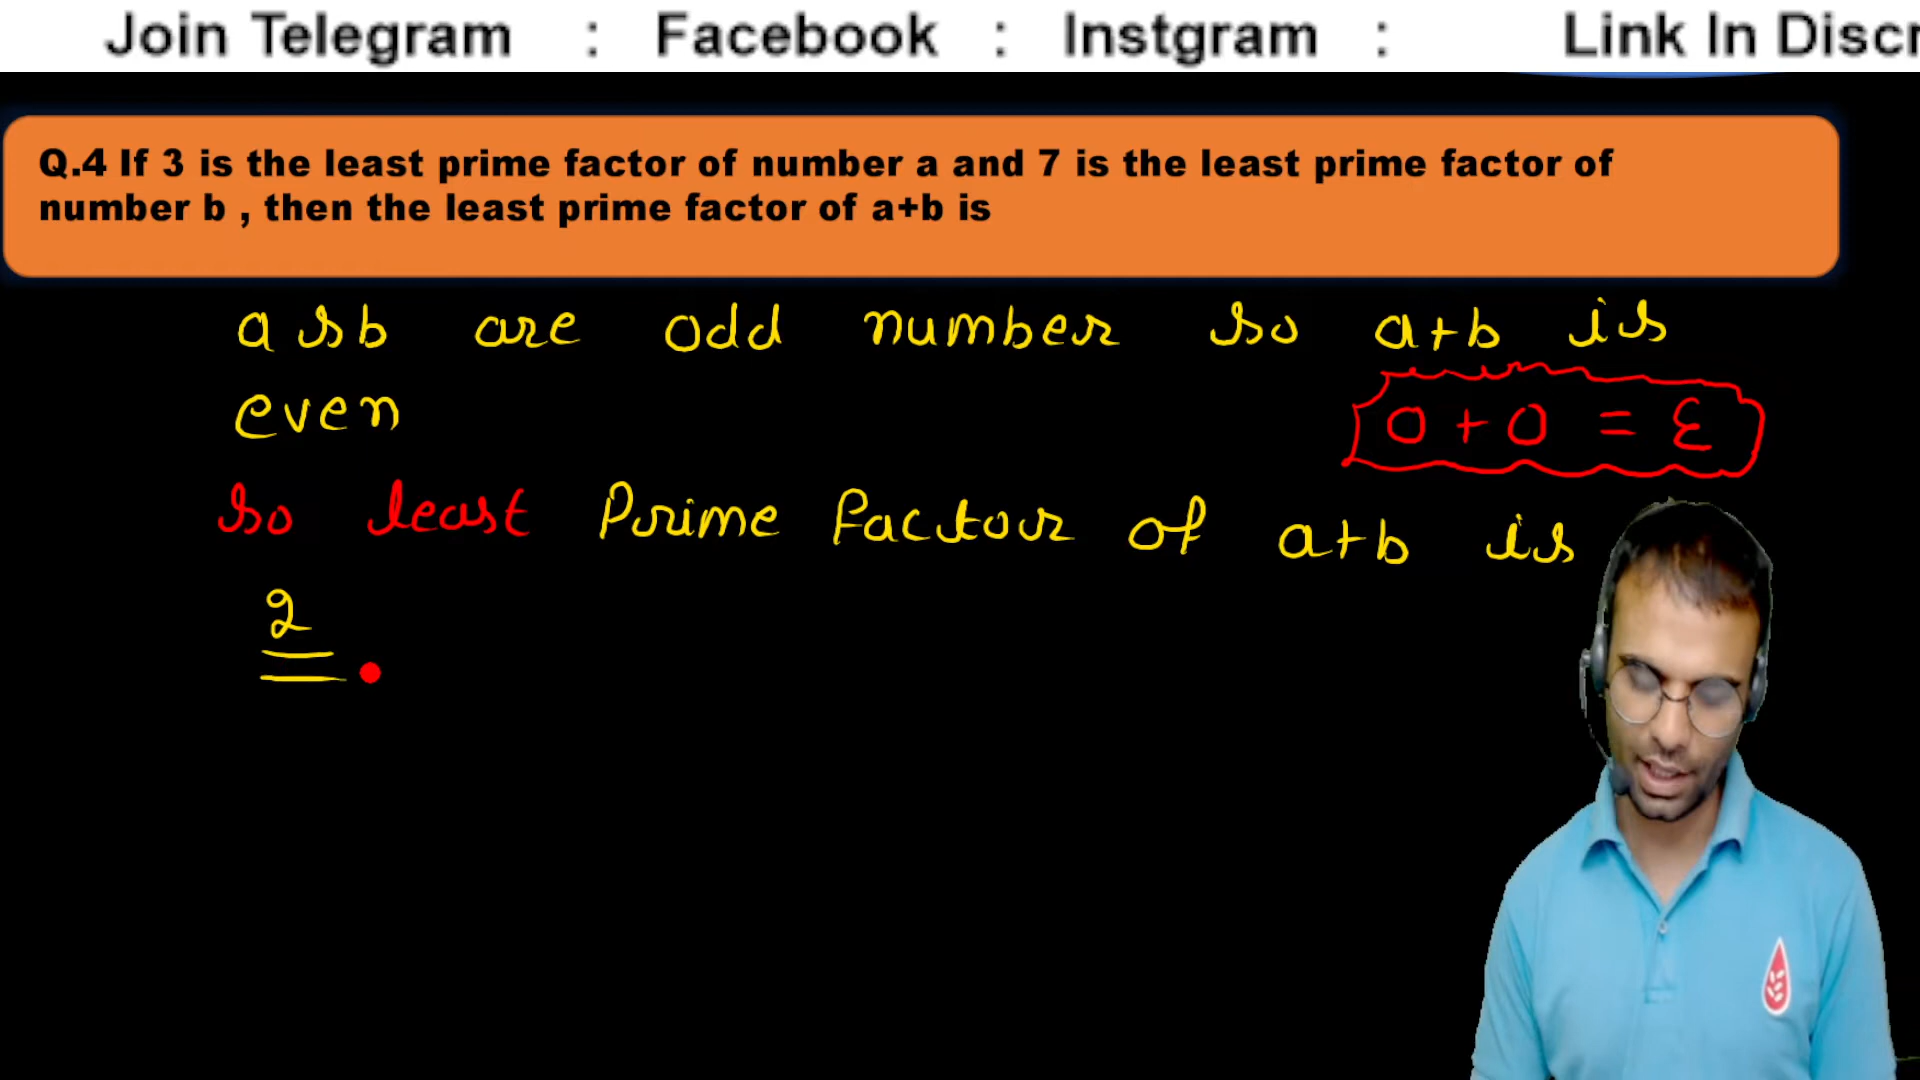 Join Telegram : Facebook : Instgram : Link In Discr
Q.4 If 3 is the least prime factor of number a and 7 is the least prime factor of
number b , then the least prime factor of a+b is
a & b are odd number so a+b is
even
O + O = E
so least Prime factor of a+b is
2